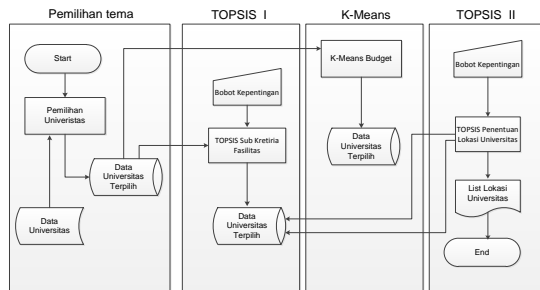 Pemilihan tema
Start
Pemilihan
Univeristas
Data
Universitas
Terpilih
Data
Universitas
TOPSIS I
Bobot Kepentingan
TOPSIS Sub Kretiria
Fasilitas
Data
Universitas
Terpilih
K-Means
K-Means Budget
Data
Universitas
Terpilih
TOPSIS II
Bobot Kepentingan
TOPSIS Penentuan
Lokasi Universitas
List Lokasi
Universitas
End